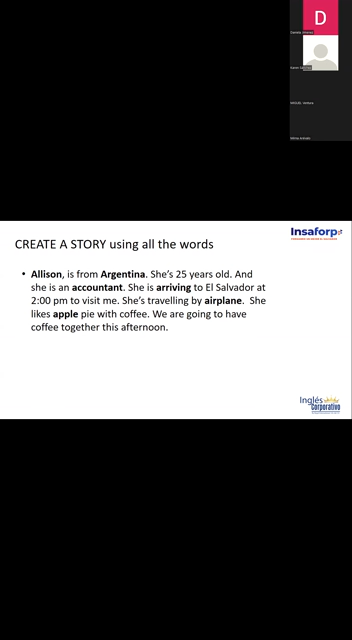 D
Insaforp
CREATE A STORY using all the words
• Allison, is from Argentina. She's 25 years old. And
she is an accountant. She is arriving to El Salvador at
2:00 pm to visit me. She's travelling by airplane.  She
likes apple pie with coffee. We are going to have
coffee together this afternoon.
Inglés
Corporativo